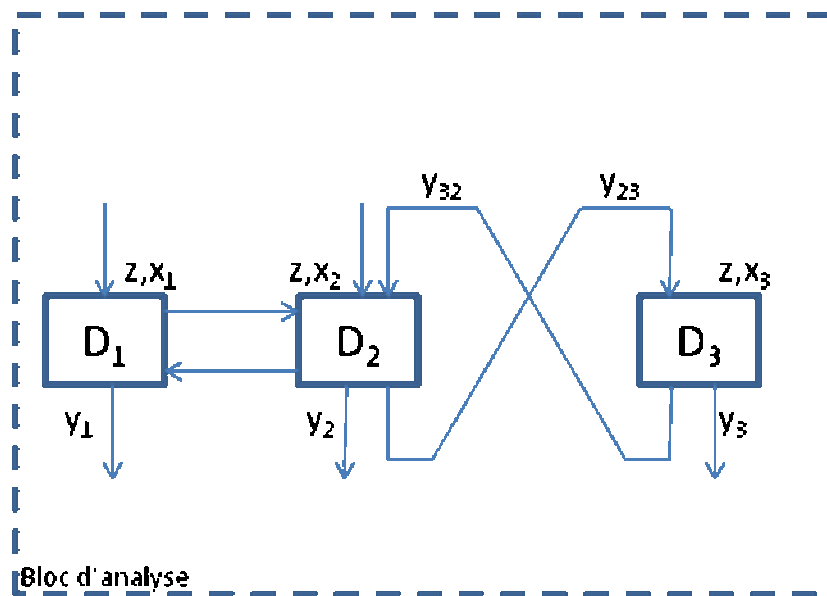 y₃₂ y₂₃
z,x₁ z,x₂ z,x₃
D₁ D₂ D₃
y₁ y₂ y₃
Bloc d'analyse